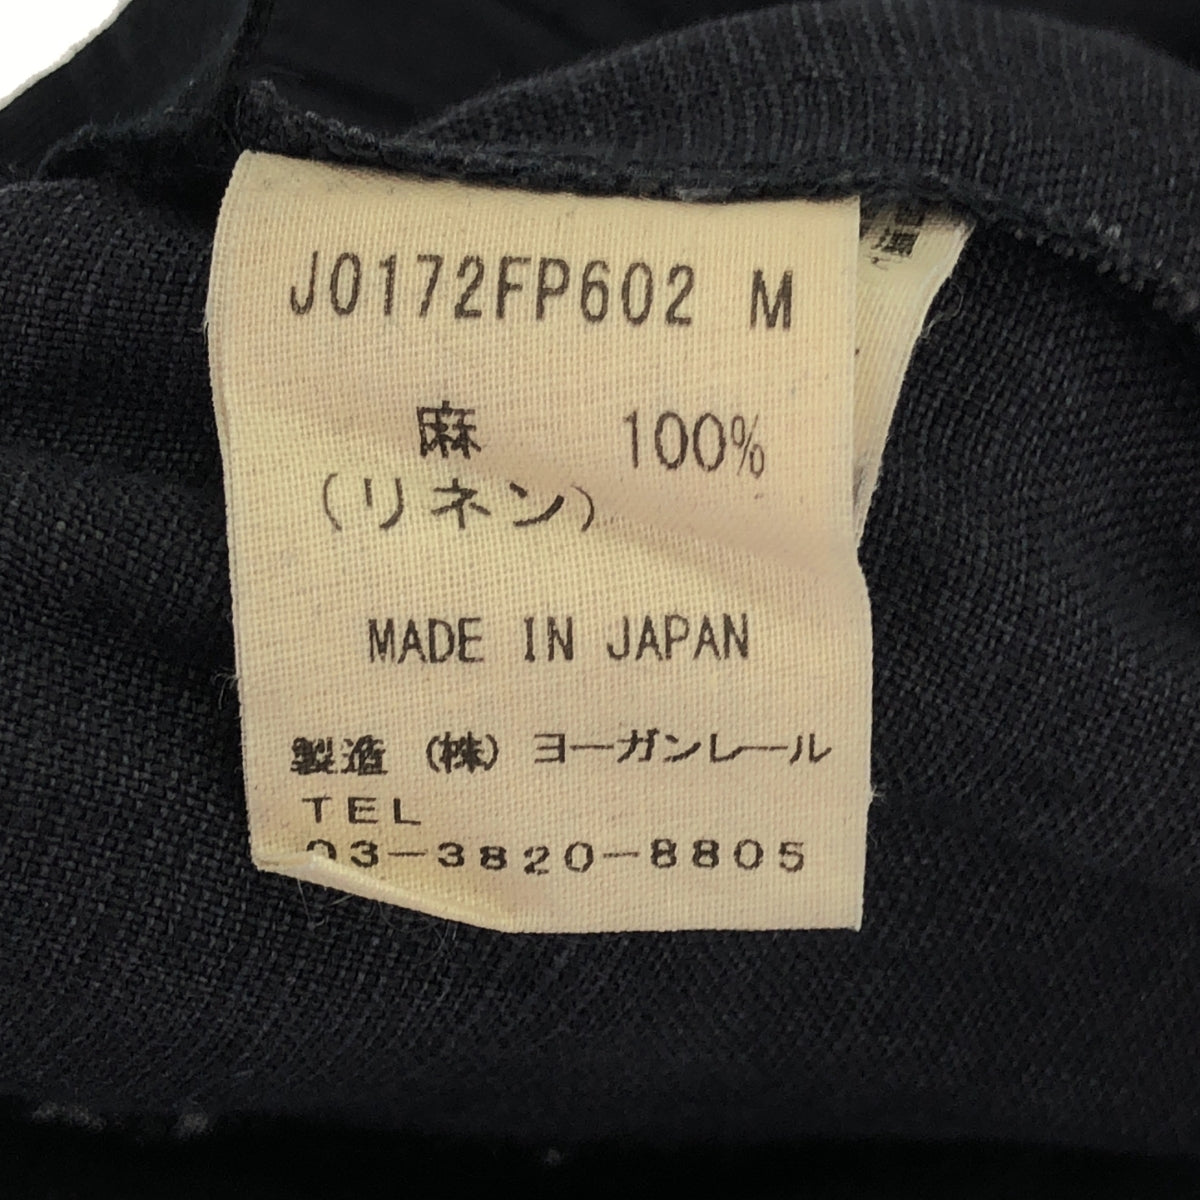 J0172FP602 M
麻 100%
(リネン)
MADE IN JAPAN
製造 (株) ヨーガンレール
TEL
03-3820-8805